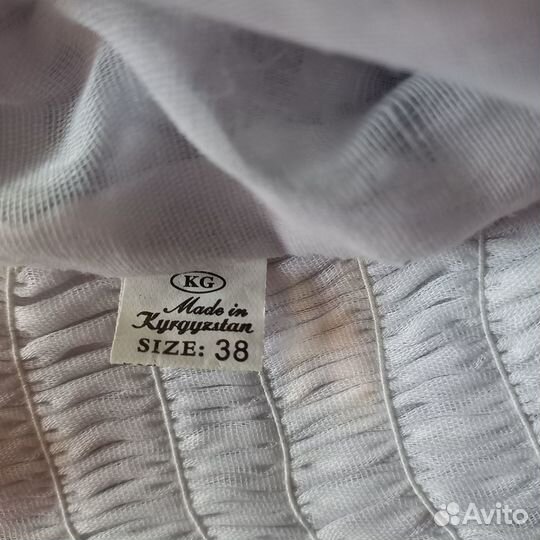 KG
Made in
Kyrgyzstan
SIZE: 38
Avito